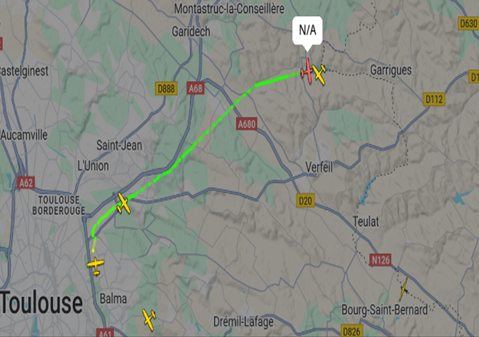 Montastruc-la-Conseillère
D630
N/A
Garidech
Castelginest
Garrigues
D888
A68
D1
D112
A680
Aucamville
Saint-Jean
L'Union
Verfeil
A62
TOULOUSE
BORDEROUGE
D20
Teulat
N126
Toulouse
Balma
Bourg-Saint-Bernard
Drémil-Lafage
A61
D826